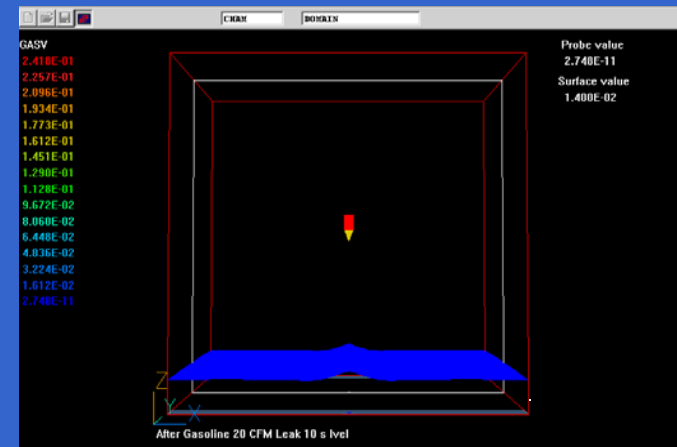 CHAM DOMAIN
GASV
2.418E-01
2.257E-01
2.096E-01
1.934E-01
1.773E-01
1.612E-01
1.451E-01
1.290E-01
1.128E-01
9.672E-02
8.060E-02
6.448E-02
4.836E-02
3.224E-02
1.612E-02
2.740E-11
Probe value
2.740E-11
Surface value
1.400E-02
Z
Y
X
After Gasoline 20 CFM Leak 10 s lvel